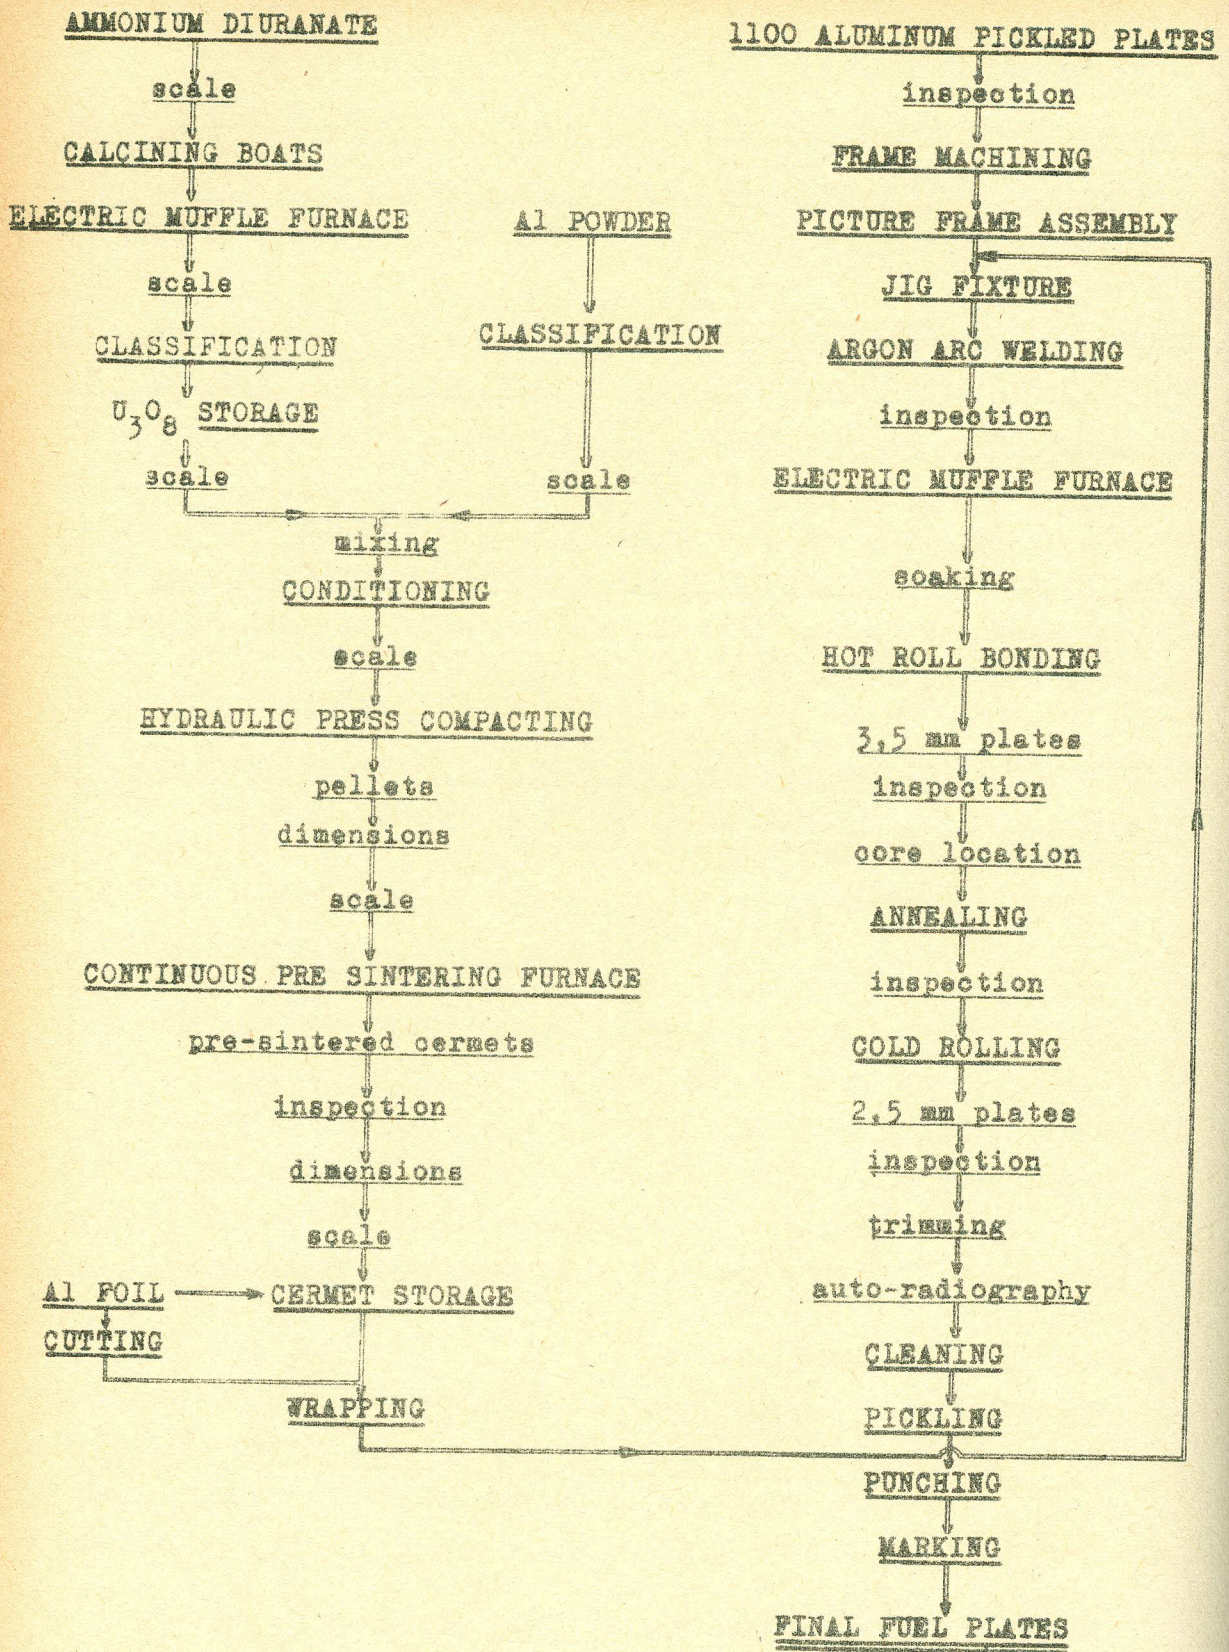 AMMONIUM DIURANATE
scale
CALCINING BOATS
ELECTRIC MUFFLE FURNACE
scale
CLASSIFICATION
U3O8 STORAGE
scale
Al POWDER
CLASSIFICATION
scale
mixing
CONDITIONING
scale
HYDRAULIC PRESS COMPACTING
pellets
dimensions
scale
CONTINUOUS PRE SINTERING FURNACE
pre-sintered cermets
inspection
dimensions
scale
Al FOIL
CERMET STORAGE
CUTTING
WRAPPING
1100 ALUMINUM PICKLED PLATES
inspection
FRAME MACHINING
PICTURE FRAME ASSEMBLY
JIG FIXTURE
ARGON ARC WELDING
inspection
ELECTRIC MUFFLE FURNACE
soaking
HOT ROLL BONDING
3,5 mm plates
inspection
core location
ANNEALING
inspection
COLD ROLLING
2,5 mm plates
inspection
trimming
auto-radiography
CLEANING
PICKLING
PUNCHING
MARKING
FINAL FUEL PLATES